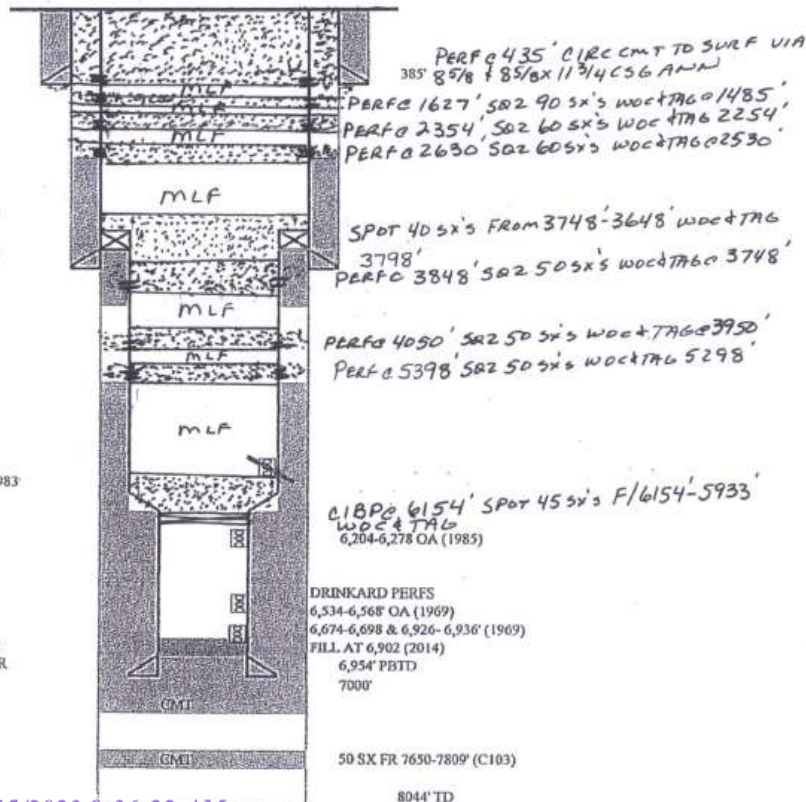 PERF@ 435' CIRC CMT TO SURF VIA
385' 8 5/8 & 8 5/8 x 11 3/4 CSG ANN
MLF
PERF@ 1627' SQZ 90 SX'S WOC & TAG @ 1485'
MLF
PERF@ 2354' SQZ 60 SX'S WOC & TAG 2254'
MLF
PERF@ 2630' SQZ 60 SX'S WOC & TAG @ 2530'
MLF
SPOT 40 SX'S FROM 3748'-3648' WOC & TAG
3798'
PERF@ 3848' SQZ 50 SX'S WOC & TAG @ 3748'
MLF
PERF@ 4050' SQZ 50 SX'S WOC & TAG @ 3950'
MLF
PERF@ 5398' SQZ 50 SX'S WOC & TAG 5298'
MLF
983'
CIBP@ 6154' SPOT 45 SX'S F/6154'-5933'
WOC & TAG
6,204-6,278 OA (1985)
DRINKARD PERFS
6,534-6,568' OA (1969)
6,674-6,698 & 6,926- 6,936' (1969)
FILL AT 6,902 (2014)
R
6,954' PBTD
7000'
CMT
CMT
50 SX FR 7650-7809' (C103)
8044' TD